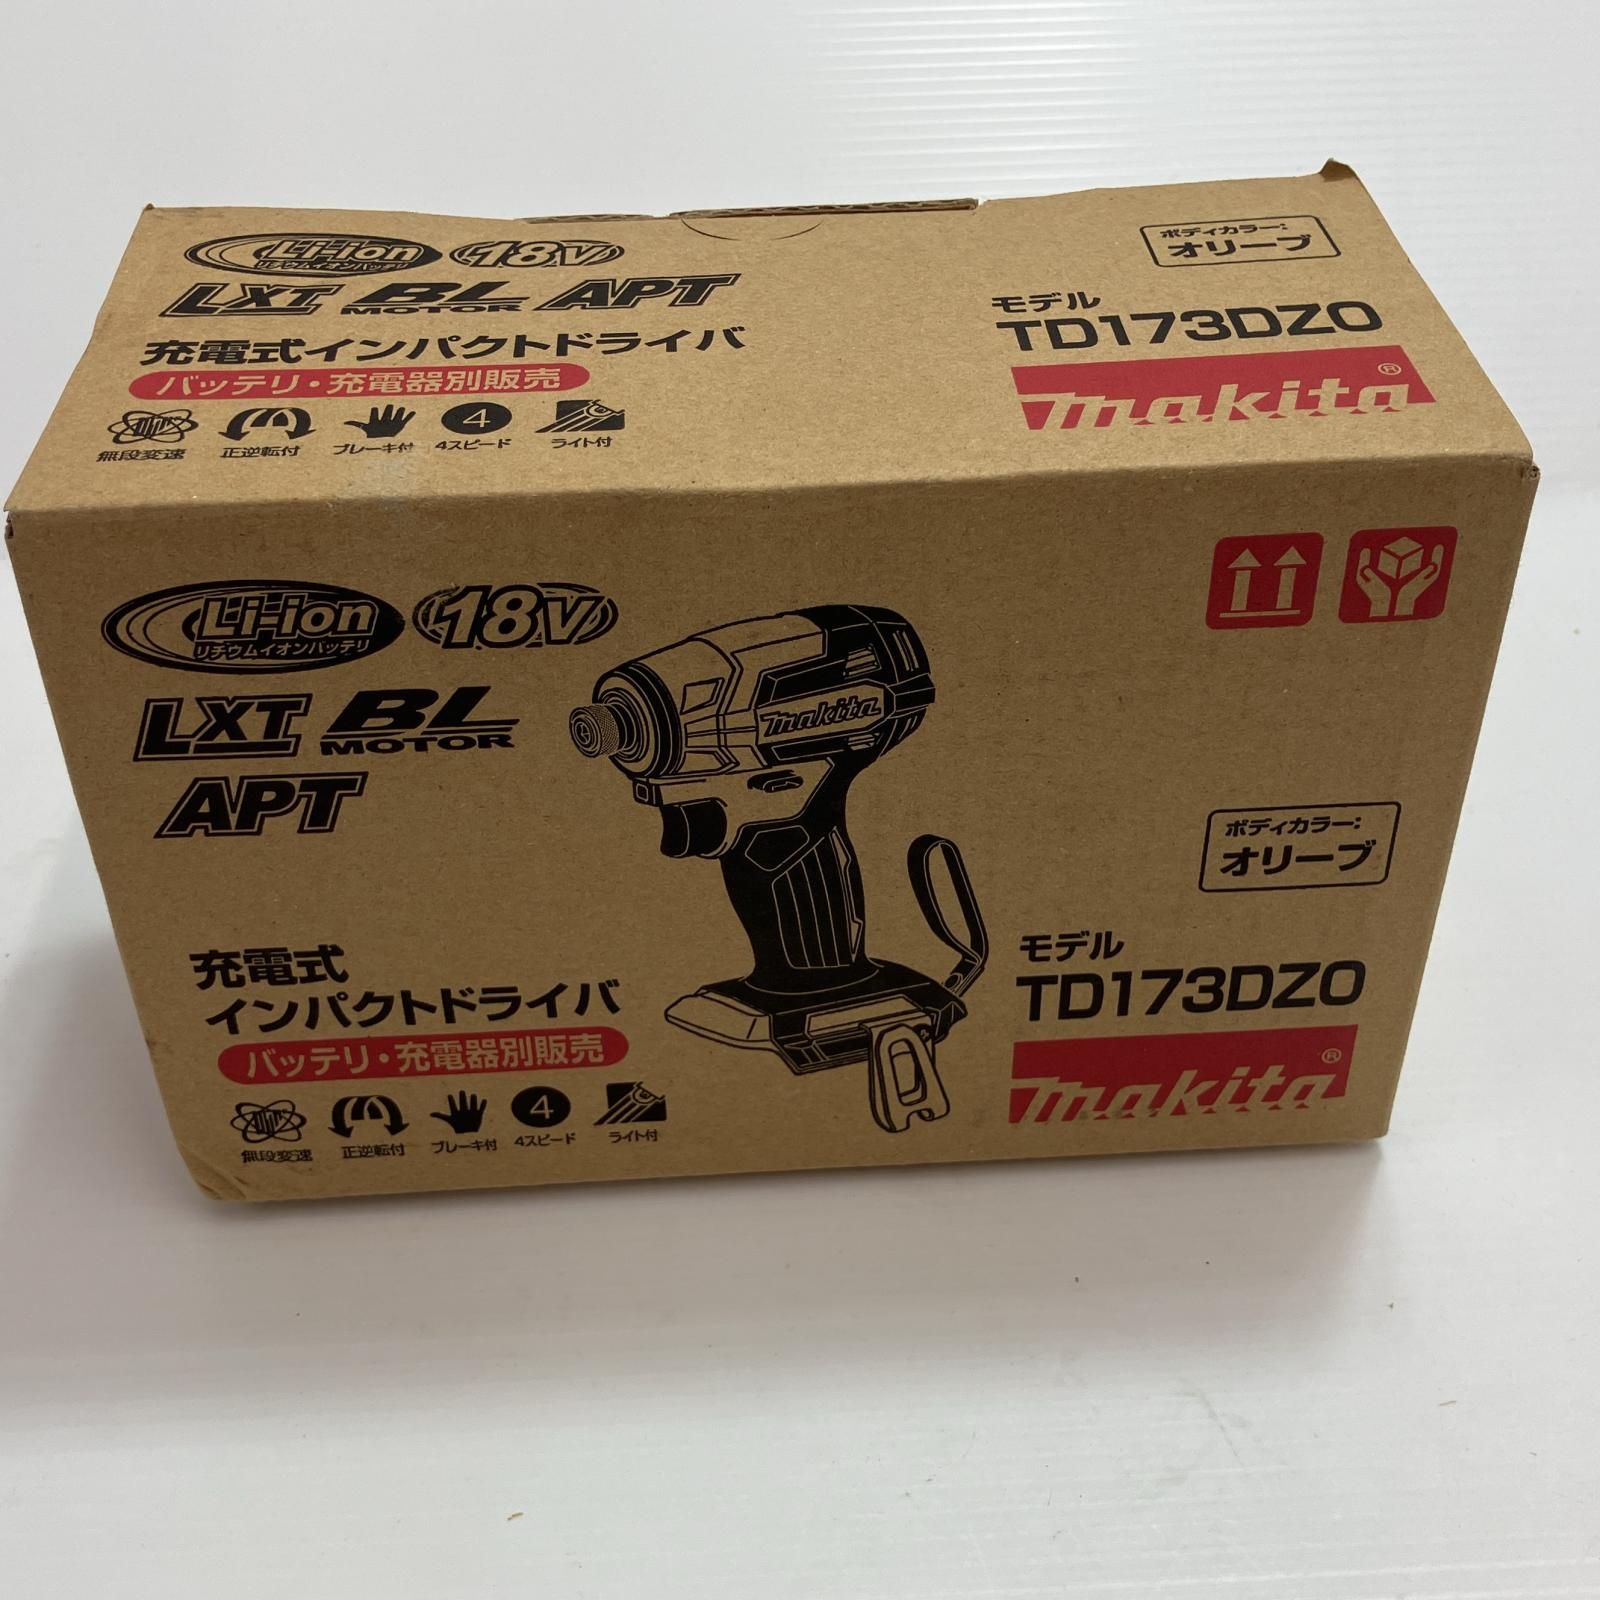 Li-ion 18V
リチウムイオンバッテリ
LXT BL MOTOR APT
充電式インパクトドライバ
バッテリ・充電器別販売
無段変速 正逆転付 ブレーキ付 4 4スピード ライト付
ボディカラー:
オリーブ
モデル
TD173DZO
makita®
Li-ion 18V
リチウムイオンバッテリ
LXT BL MOTOR
APT
makita
充電式
インパクトドライバ
バッテリ・充電器別販売
無段変速 正逆転付 ブレーキ付 4 4スピード ライト付
ボディカラー:
オリーブ
モデル
TD173DZO
makita®